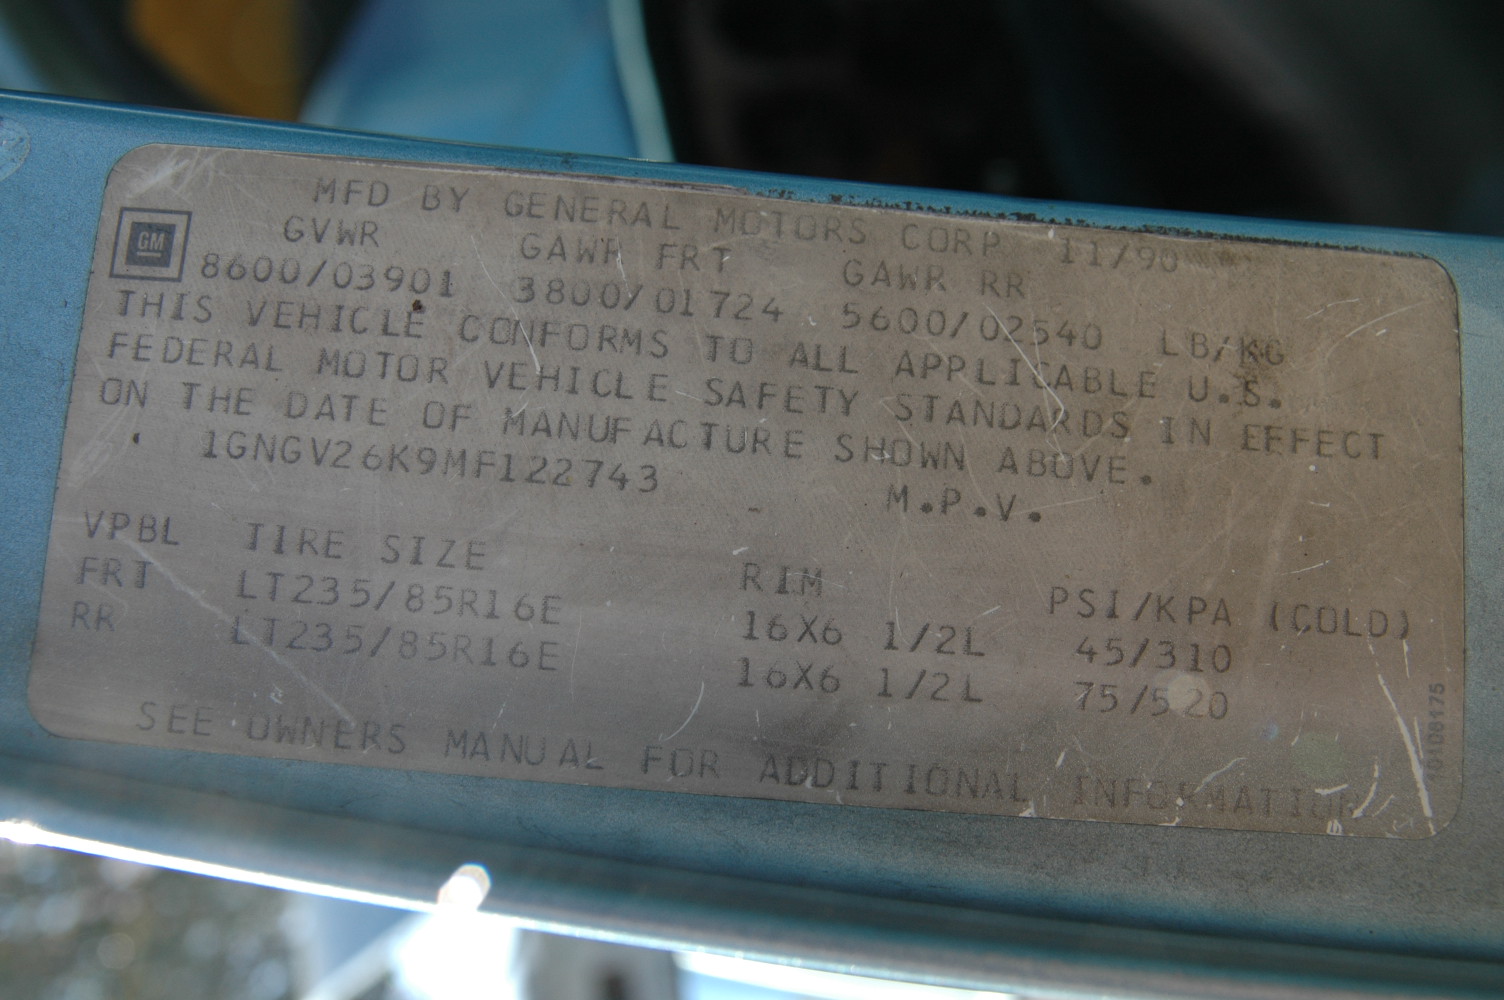 MFD BY GENERAL MOTORS CORP 11/90
GM
GVWR GAWR FRT GAWR RR
8600/03901 3800/01724 5600/02540 LB/KG
THIS VEHICLE CONFORMS TO ALL APPLICABLE U.S.
FEDERAL MOTOR VEHICLE SAFETY STANDARDS IN EFFECT
ON THE DATE OF MANUFACTURE SHOWN ABOVE.
1GNGV26K9MF122743 M.P.V.
VPBL TIRE SIZE RIM PSI/KPA (COLD)
FRT LT235/85R16E 16X6 1/2L 45/310
RR LT235/85R16E 16X6 1/2L 75/520
SEE OWNERS MANUAL FOR ADDITIONAL INFORMATION